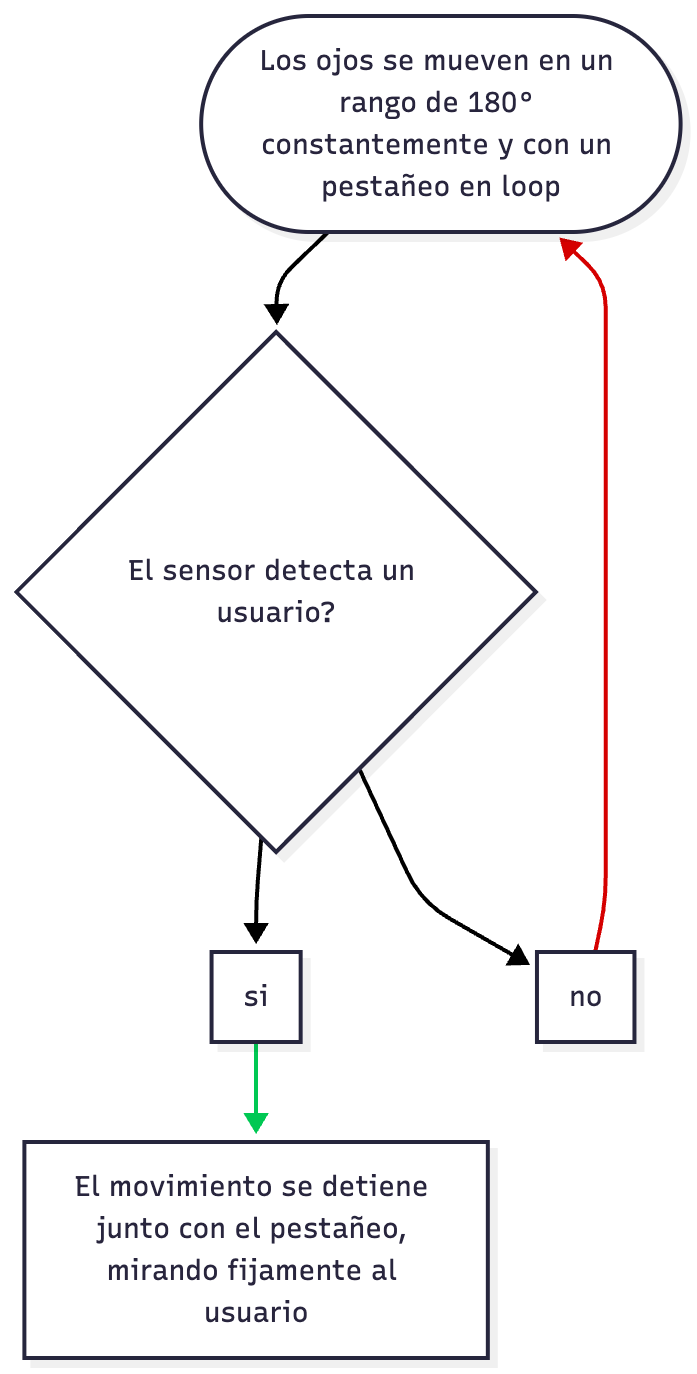 Los ojos se mueven en un
rango de 180°
constantemente y con un
pestañeo en loop
El sensor detecta un
usuario?
si
no
El movimiento se detiene
junto con el pestañeo,
mirando fijamente al
usuario